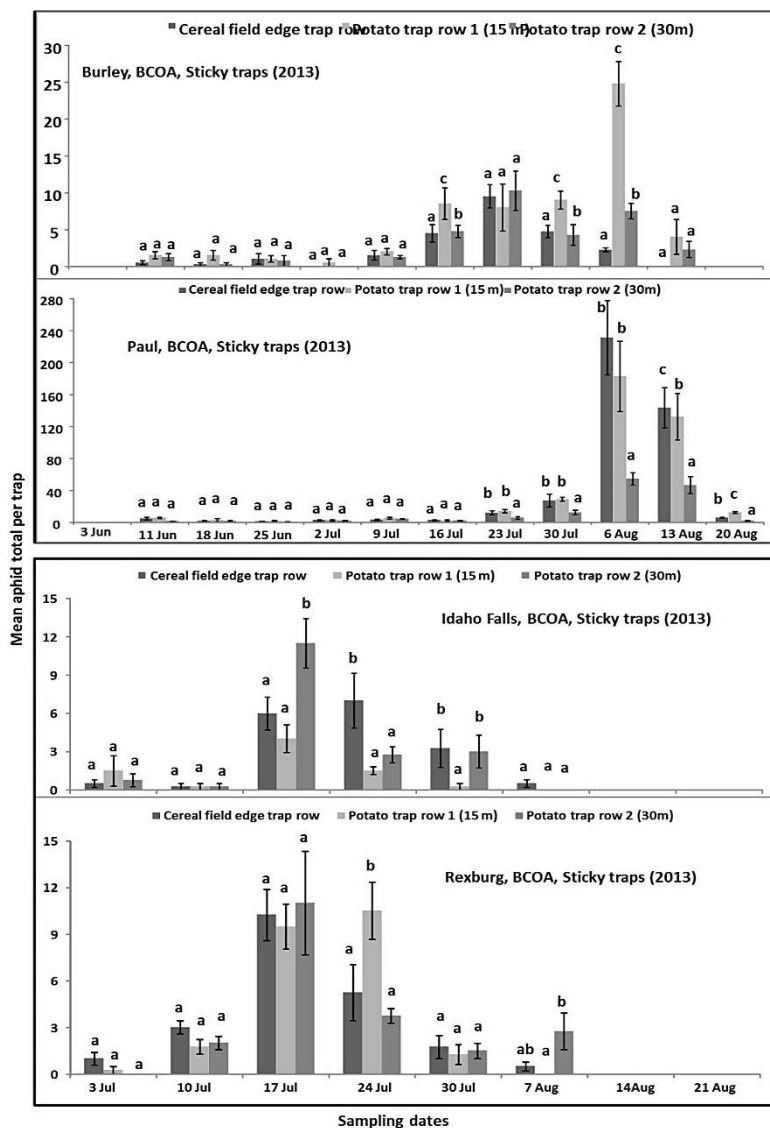 Cereal field edge trap row Potato trap row 1 (15 m) Potato trap row 2 (30m)
Burley, BCOA, Sticky traps (2013)
30
25
20
15
10
5
0
a a a
a a a
a a a
a a
a a a
a c b
a a a
a c b
a c b
a a a
Cereal field edge trap row Potato trap row 1 (15 m) Potato trap row 2 (30m)
Paul, BCOA, Sticky traps (2013)
280
240
200
160
120
80
40
0
a a a
a a a
a a a
a a a
a a a
a a a
b b a
b b a
b b a
c b a
b c a
3 Jun 11 Jun 18 Jun 25 Jun 2 Jul 9 Jul 16 Jul 23 Jul 30 Jul 6 Aug 13 Aug 20 Aug
Mean aphid total per trap
Cereal field edge trap row Potato trap row 1 (15 m) Potato trap row 2 (30m)
Idaho Falls, BCOA, Sticky traps (2013)
15
12
9
6
3
0
a a a
a a a
a a b
b a a
b a b
a a a
Cereal field edge trap row Potato trap row 1 (15 m) Potato trap row 2 (30m)
Rexburg, BCOA, Sticky traps (2013)
15
12
9
6
3
0
a a a
a a a
a a a
a b a
a a a
ab a b
3 Jul 10 Jul 17 Jul 24 Jul 30 Jul 7 Aug 14Aug 21 Aug
Sampling dates